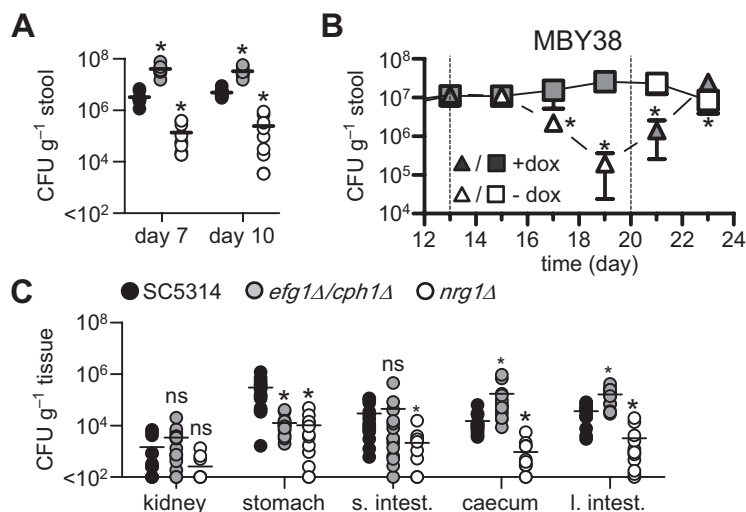 A
CFU g⁻¹ stool
10⁸
10⁶
10⁴
<10²
* * * *
day 7 day 10
B
MBY38
CFU g⁻¹ stool
10⁸
10⁷
10⁶
10⁵
10⁴
* * * *
/ +dox
/ - dox
12 14 16 18 20 22 24
time (day)
C
SC5314 efg1Δ/cph1Δ nrg1Δ
CFU g⁻¹ tissue
10⁸
10⁶
10⁴
<10²
ns ns * * ns * * * * *
kidney stomach s. intest. caecum l. intest.